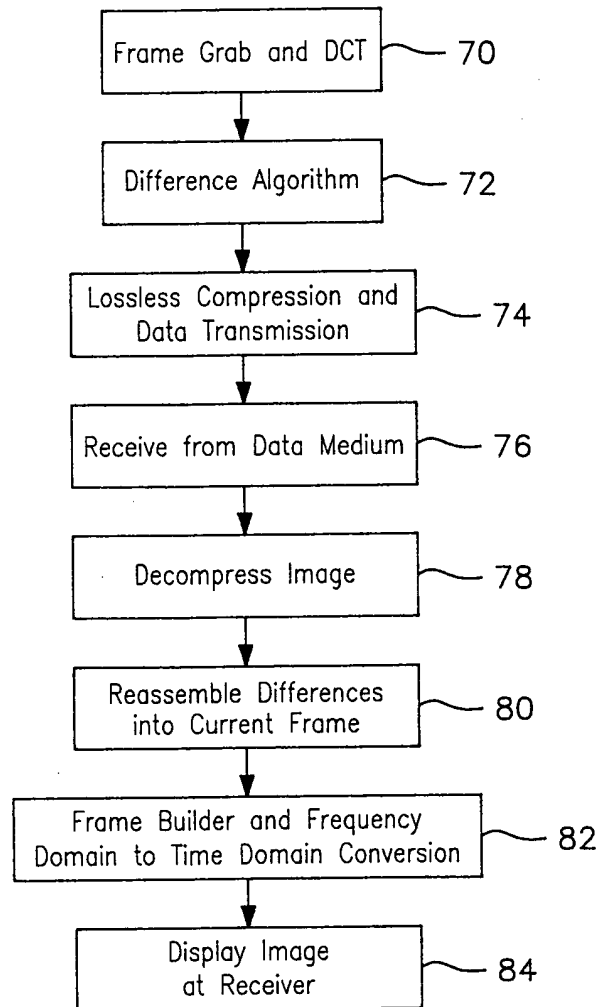 Frame Grab and DCT
70
Difference Algorithm
72
Lossless Compression and
Data Transmission
74
Receive from Data Medium
76
Decompress Image
78
Reassemble Differences
into Current Frame
80
Frame Builder and Frequency
Domain to Time Domain Conversion
82
Display Image
at Receiver
84